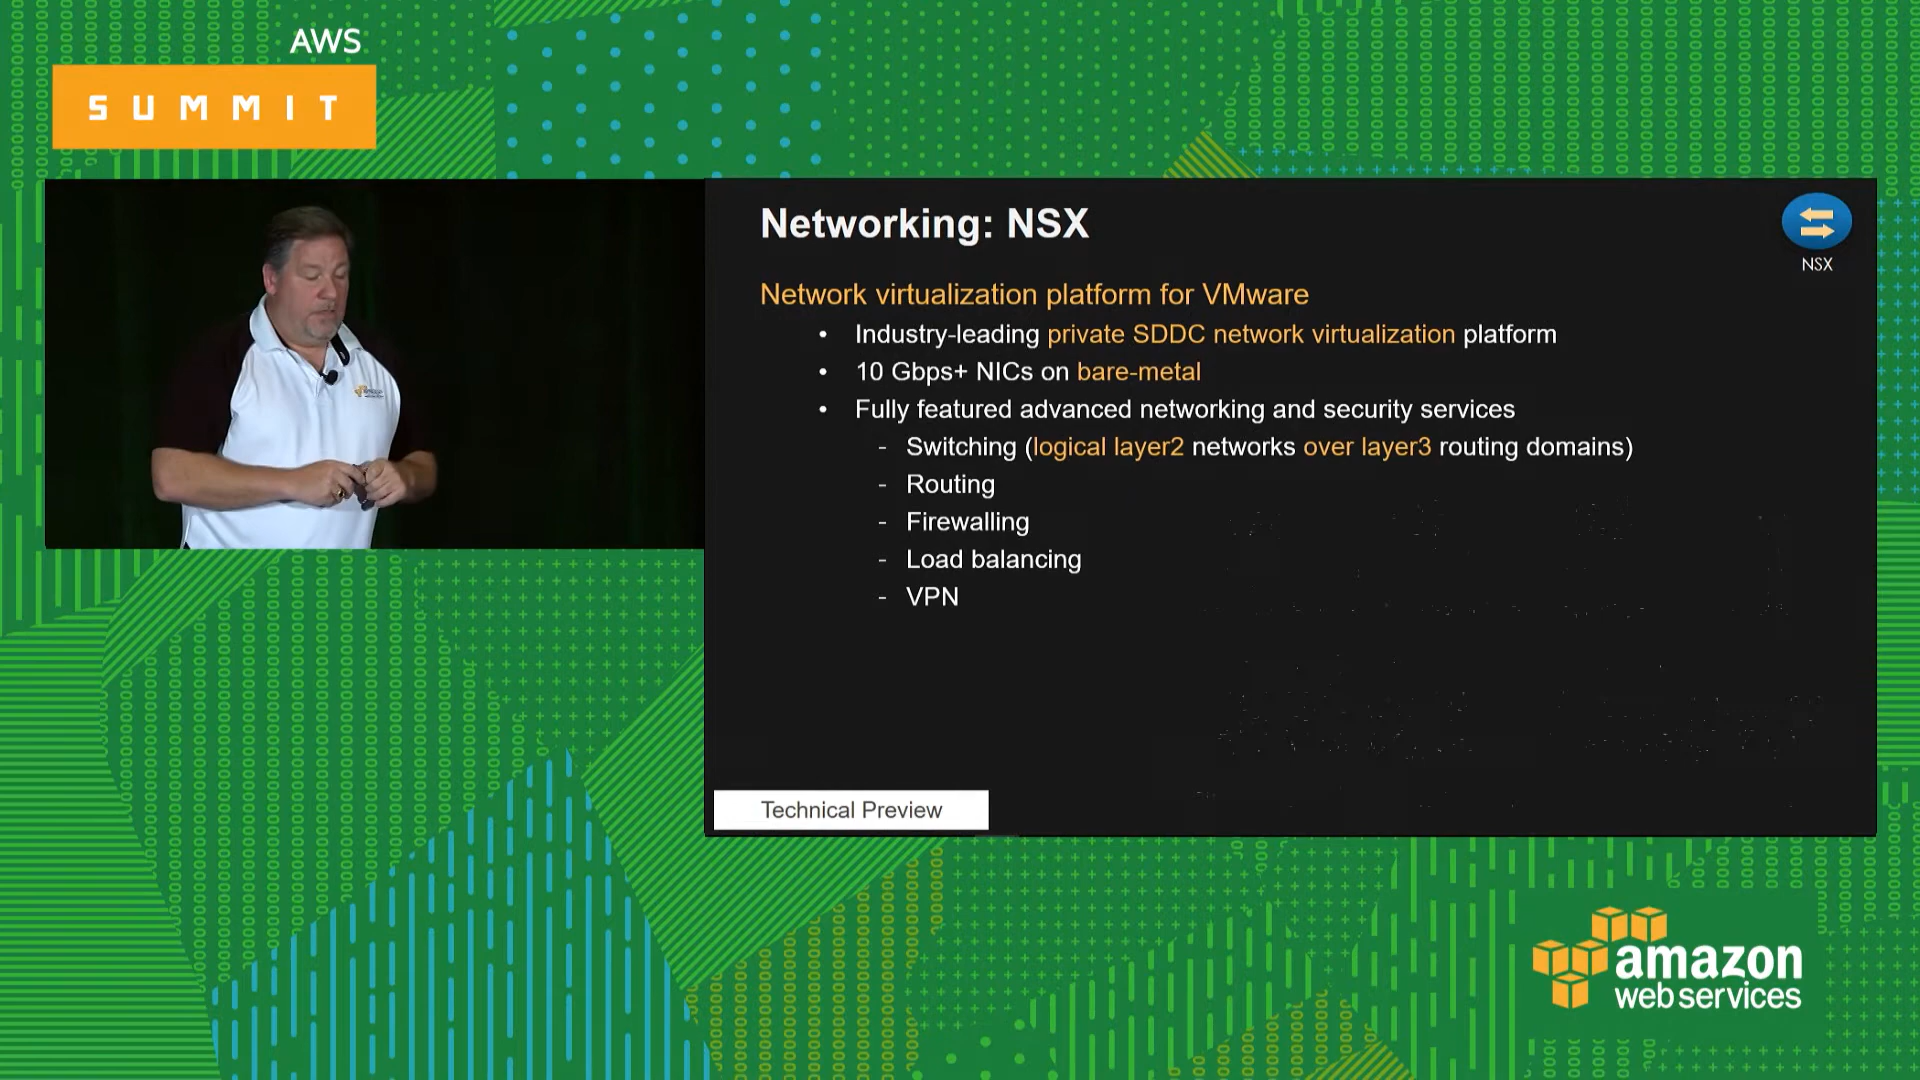 AWS
SUMMIT
Networking: NSX
NSX
Network virtualization platform for VMware
• Industry-leading private SDDC network virtualization platform
• 10 Gbps+ NICs on bare-metal
• Fully featured advanced networking and security services
- Switching (logical layer2 networks over layer3 routing domains)
- Routing
- Firewalling
- Load balancing
- VPN
Technical Preview
amazon
web services